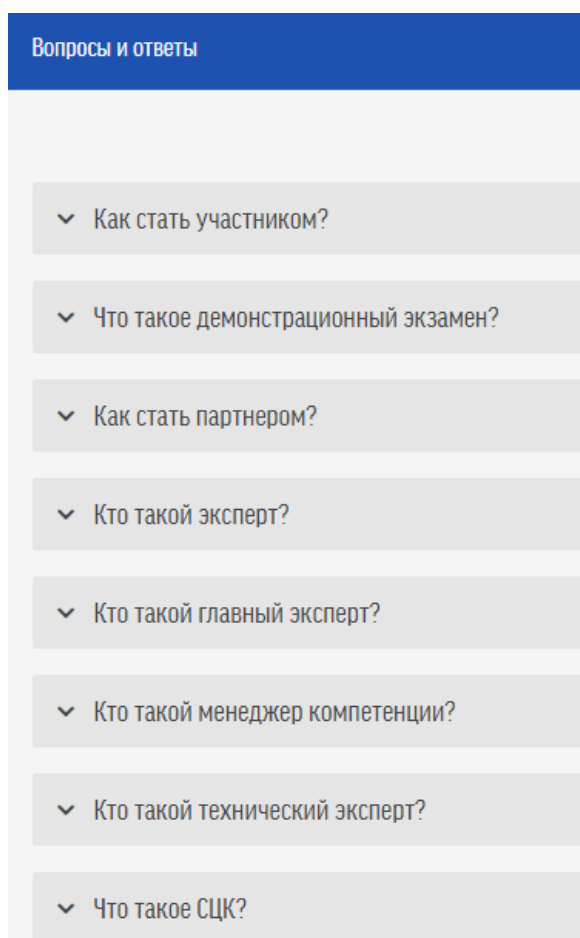 Вопросы и ответы
Как стать участником?
Что такое демонстрационный экзамен?
Как стать партнером?
Кто такой эксперт?
Кто такой главный эксперт?
Кто такой менеджер компетенции?
Кто такой технический эксперт?
Что такое СЦК?